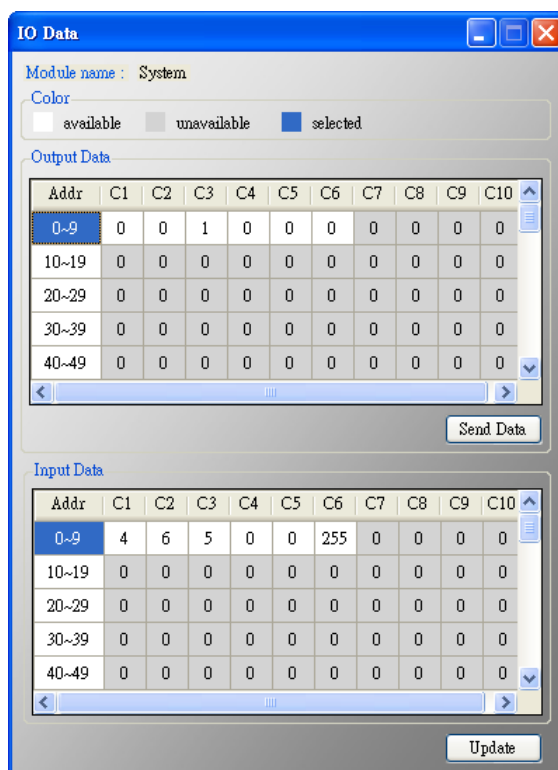 IO Data
Module name : System
Color
available unavailable selected
Output Data
Addr C1 C2 C3 C4 C5 C6 C7 C8 C9 C10
0~9 0 0 1 0 0 0 0 0 0 0
10~19 0 0 0 0 0 0 0 0 0 0
20~29 0 0 0 0 0 0 0 0 0 0
30~39 0 0 0 0 0 0 0 0 0 0
40~49 0 0 0 0 0 0 0 0 0 0
Send Data
Input Data
Addr C1 C2 C3 C4 C5 C6 C7 C8 C9 C10
0~9 4 6 5 0 0 255 0 0 0 0
10~19 0 0 0 0 0 0 0 0 0 0
20~29 0 0 0 0 0 0 0 0 0 0
30~39 0 0 0 0 0 0 0 0 0 0
40~49 0 0 0 0 0 0 0 0 0 0
Update